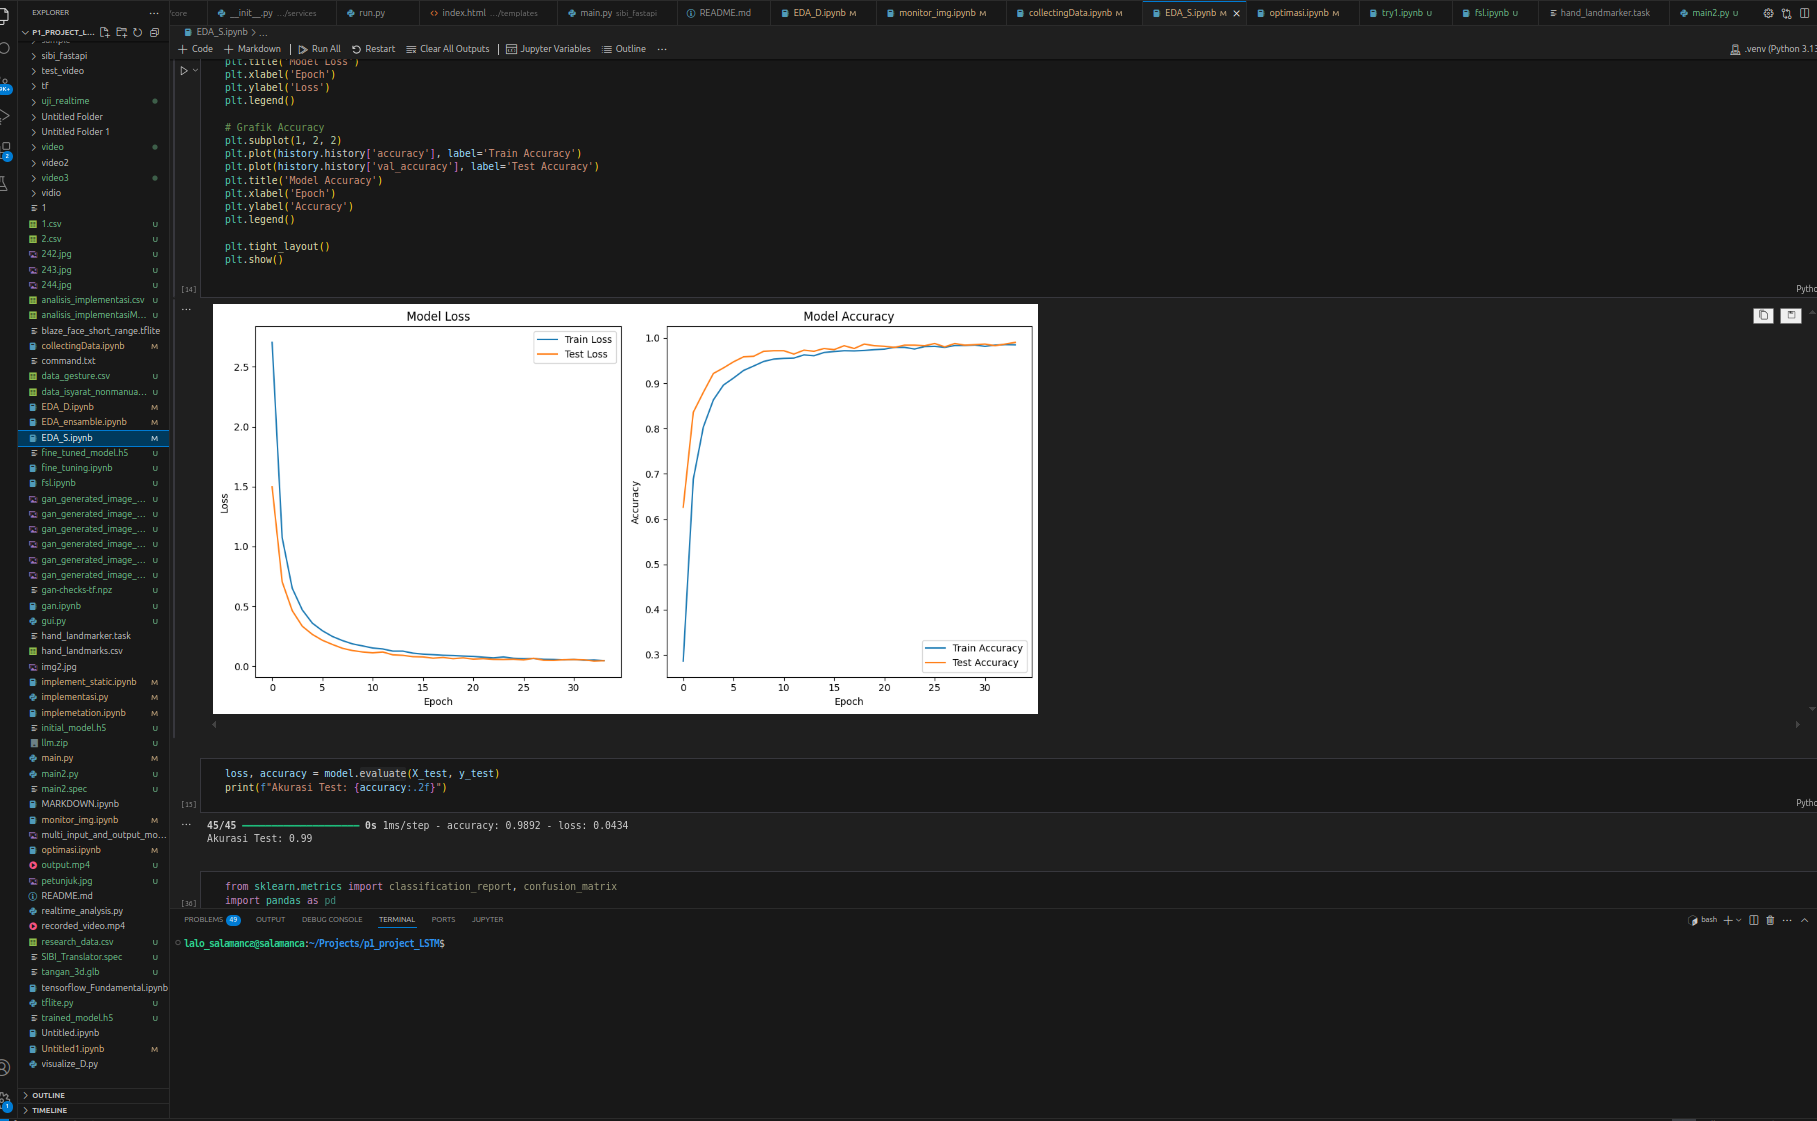 EXPLORER
P1_PROJECT_L...
sibi_fastapi
test_video
tf
uji_realtime
Untitled Folder
Untitled Folder 1
video
video2
video3
vidio
1
1.csv U
2.csv U
242.jpg U
243.jpg U
244.jpg U
analisis_implementasi.csv U
analisis_implementasiM... U
blaze_face_short_range.tflite
collectingData.ipynb M
command.txt
data_gesture.csv U
data_isyarat_nonmanua... U
EDA_D.ipynb M
EDA_ensamble.ipynb M
EDA_S.ipynb M
fine_tuned_model.h5 U
fine_tuning.ipynb U
fsl.ipynb U
gan_generated_image_... U
gan_generated_image_... U
gan_generated_image_... U
gan_generated_image_... U
gan_generated_image_... U
gan_generated_image_... U
gan-checks-tf.npz U
gan.ipynb U
gui.py U
hand_landmarker.task
hand_landmarks.csv U
img2.jpg U
implement_static.ipynb M
implementasi.py M
implemetation.ipynb M
initial_model.h5 U
llm.zip U
main.py M
main2.py U
main2.spec U
MARKDOWN.ipynb M
monitor_img.ipynb M
multi_input_and_output_mo...
optimasi.ipynb M
output.mp4 U
petunjuk.jpg U
README.md
realtime_analysis.py
recorded_video.mp4
research_data.csv U
SIBI_Translator.spec U
tangan_3d.glb U
tensorflow_Fundamental.ipynb
tflite.py U
trained_model.h5 U
Untitled.ipynb
Untitled1.ipynb M
visualize_D.py
OUTLINE
TIMELINE
/core __init__.py .../services run.py index.html .../templates main.py sibi_fastapi README.md EDA_D.ipynb M monitor_img.ipynb M collectingData.ipynb M EDA_S.ipynb M optimasi.ipynb M try1.ipynb U fsl.ipynb U hand_landmarker.task main2.py U
EDA_S.ipynb > ...
Code Markdown Run All Restart Clear All Outputs Jupyter Variables Outline ... .venv (Python 3.13
plt.title('Model Loss')
plt.xlabel('Epoch')
plt.ylabel('Loss')
plt.legend()
# Grafik Accuracy
plt.subplot(1, 2, 2)
plt.plot(history.history['accuracy'], label='Train Accuracy')
plt.plot(history.history['val_accuracy'], label='Test Accuracy')
plt.title('Model Accuracy')
plt.xlabel('Epoch')
plt.ylabel('Accuracy')
plt.legend()
plt.tight_layout()
plt.show()
[14] Pytho
Model Loss
Train Loss
Test Loss
2.5
2.0
1.5
1.0
0.5
0.0
Loss
0 5 10 15 20 25 30
Epoch
Model Accuracy
1.0
0.9
0.8
0.7
0.6
0.5
0.4
0.3
Accuracy
Train Accuracy
Test Accuracy
0 5 10 15 20 25 30
Epoch
loss, accuracy = model.evaluate(X_test, y_test)
print(f"Akurasi Test: {accuracy:.2f}")
[15] Pytho
45/45 0s 1ms/step - accuracy: 0.9892 - loss: 0.0434
Akurasi Test: 0.99
from sklearn.metrics import classification_report, confusion_matrix
import pandas as pd
[36]
PROBLEMS 49 OUTPUT DEBUG CONSOLE TERMINAL PORTS JUPYTER bash
lalo_salamanca@salamanca:~/Projects/p1_project_LSTM$